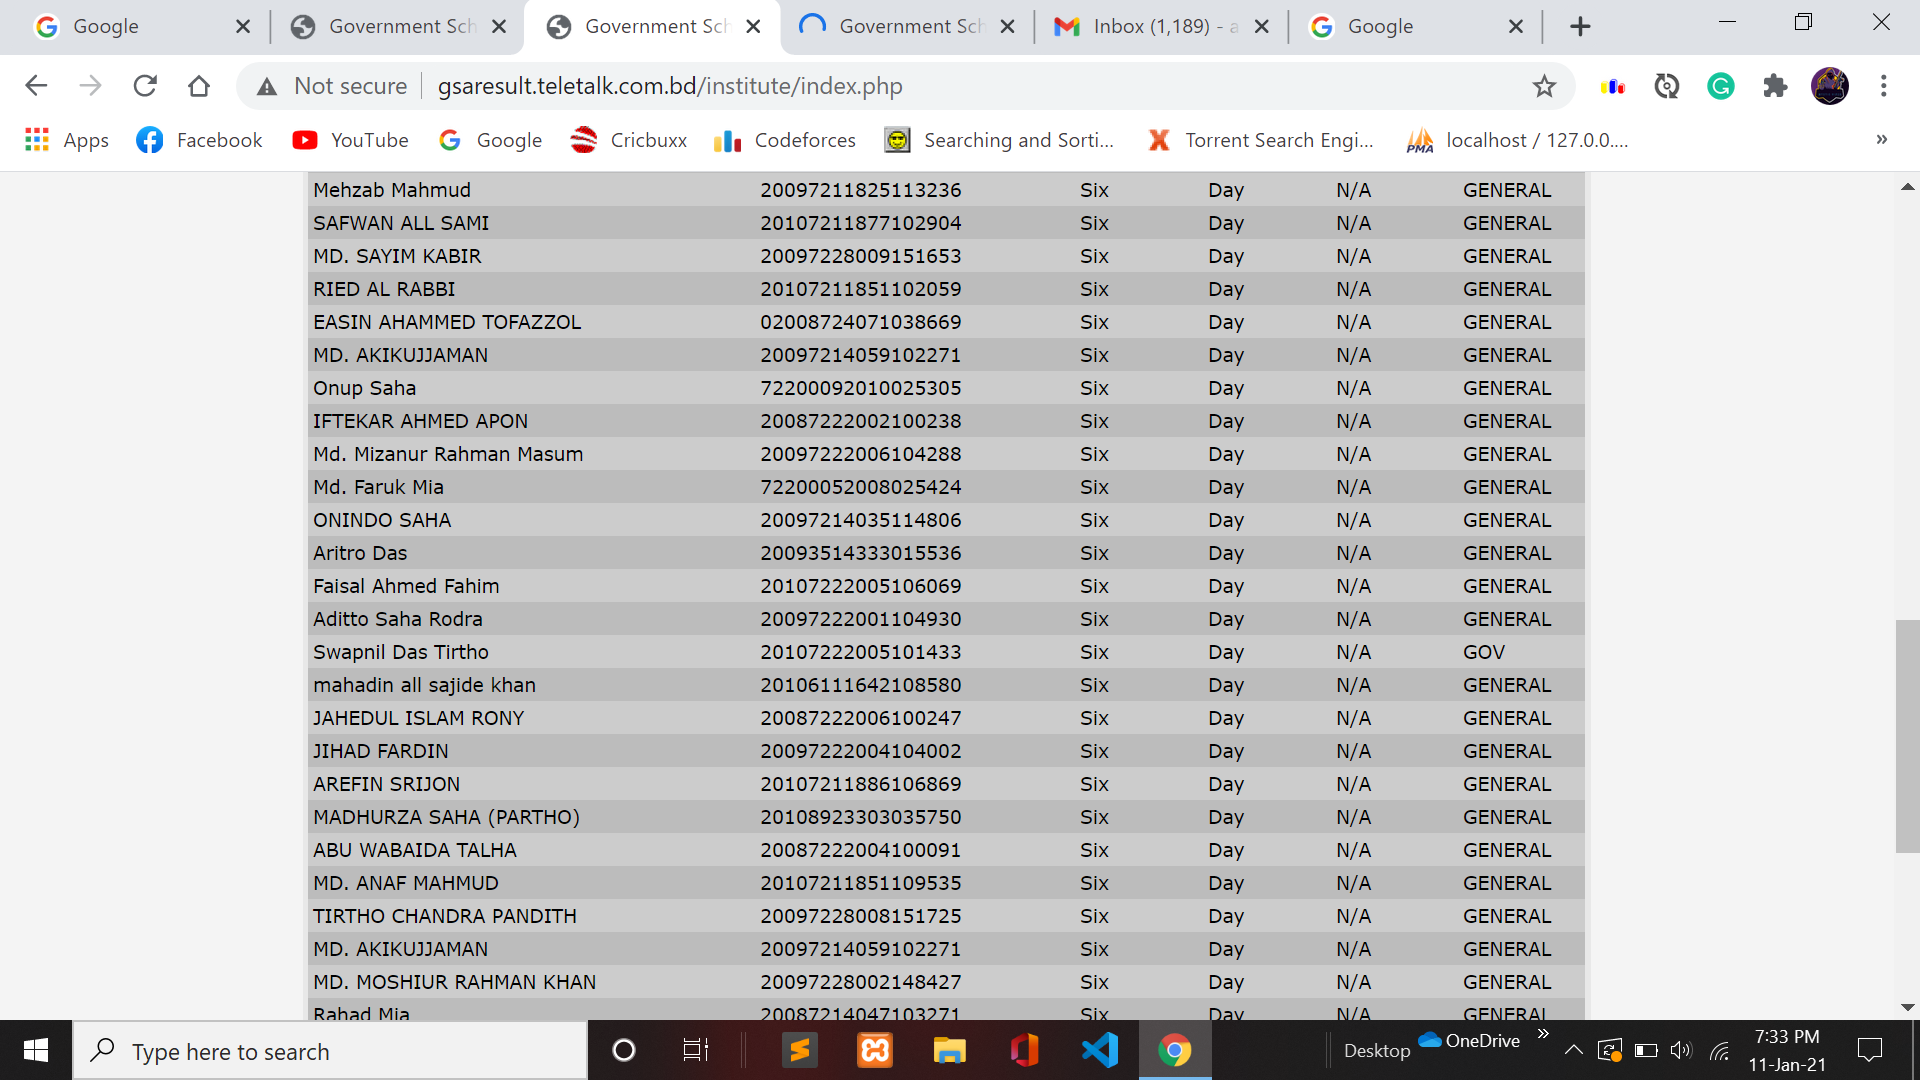 Google
Government Sch
Government Sch
Government Sch
Inbox (1,189) - a
Google
Not secure
gsaresult.teletalk.com.bd/institute/index.php
Apps
Facebook
YouTube
Google
Cricbuxx
Codeforces
Searching and Sorti...
Torrent Search Engi...
PMA
localhost / 127.0.0....
»
Mehzab Mahmud 20097211825113236 Six Day N/A GENERAL
SAFWAN ALL SAMI 20107211877102904 Six Day N/A GENERAL
MD. SAYIM KABIR 20097228009151653 Six Day N/A GENERAL
RIED AL RABBI 20107211851102059 Six Day N/A GENERAL
EASIN AHAMMED TOFAZZOL 02008724071038669 Six Day N/A GENERAL
MD. AKIKUJJAMAN 20097214059102271 Six Day N/A GENERAL
Onup Saha 72200092010025305 Six Day N/A GENERAL
IFTEKAR AHMED APON 20087222002100238 Six Day N/A GENERAL
Md. Mizanur Rahman Masum 20097222006104288 Six Day N/A GENERAL
Md. Faruk Mia 72200052008025424 Six Day N/A GENERAL
ONINDO SAHA 20097214035114806 Six Day N/A GENERAL
Aritro Das 20093514333015536 Six Day N/A GENERAL
Faisal Ahmed Fahim 20107222005106069 Six Day N/A GENERAL
Aditto Saha Rodra 20097222001104930 Six Day N/A GENERAL
Swapnil Das Tirtho 20107222005101433 Six Day N/A GOV
mahadin all sajide khan 20106111642108580 Six Day N/A GENERAL
JAHEDUL ISLAM RONY 20087222006100247 Six Day N/A GENERAL
JIHAD FARDIN 20097222004104002 Six Day N/A GENERAL
AREFIN SRIJON 20107211886106869 Six Day N/A GENERAL
MADHURZA SAHA (PARTHO) 20108923303035750 Six Day N/A GENERAL
ABU WABAIDA TALHA 20087222004100091 Six Day N/A GENERAL
MD. ANAF MAHMUD 20107211851109535 Six Day N/A GENERAL
TIRTHO CHANDRA PANDITH 20097228008151725 Six Day N/A GENERAL
MD. AKIKUJJAMAN 20097214059102271 Six Day N/A GENERAL
MD. MOSHIUR RAHMAN KHAN 20097228002148427 Six Day N/A GENERAL
Rahad Mia 20087214047103271 Six Day N/A GENERAL
Type here to search
Desktop
OneDrive
»
7:33 PM
11-Jan-21